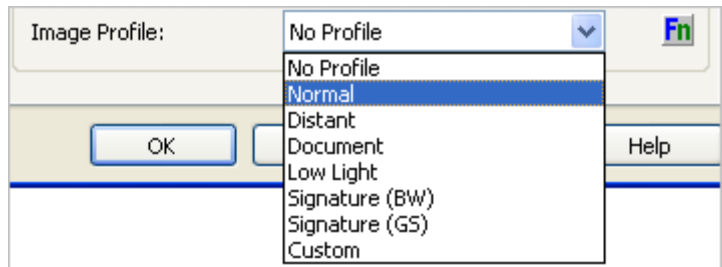 Image Profile:
No Profile
Fn
No Profile
Normal
Distant
Document
Low Light
Signature (BW)
Signature (GS)
Custom
OK
Help